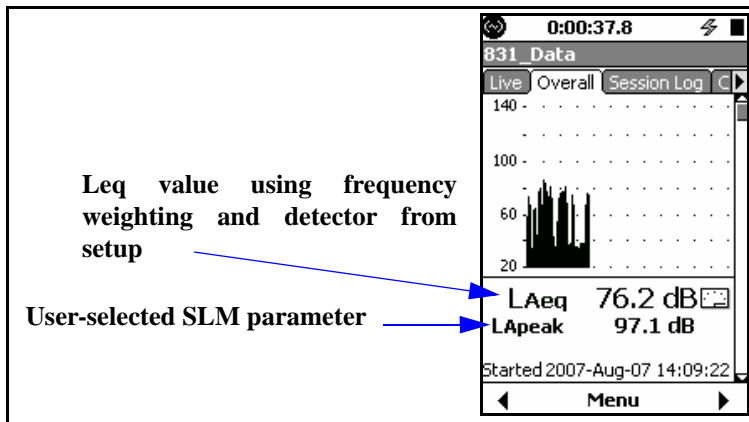 0:00:37.8
831_Data
Live Overall Session Log C
140
100
60
20
Leq value using frequency
weighting and detector from
setup
LAeq 76.2 dB
User-selected SLM parameter
LApeak 97.1 dB
Started 2007-Aug-07 14:09:22
Menu